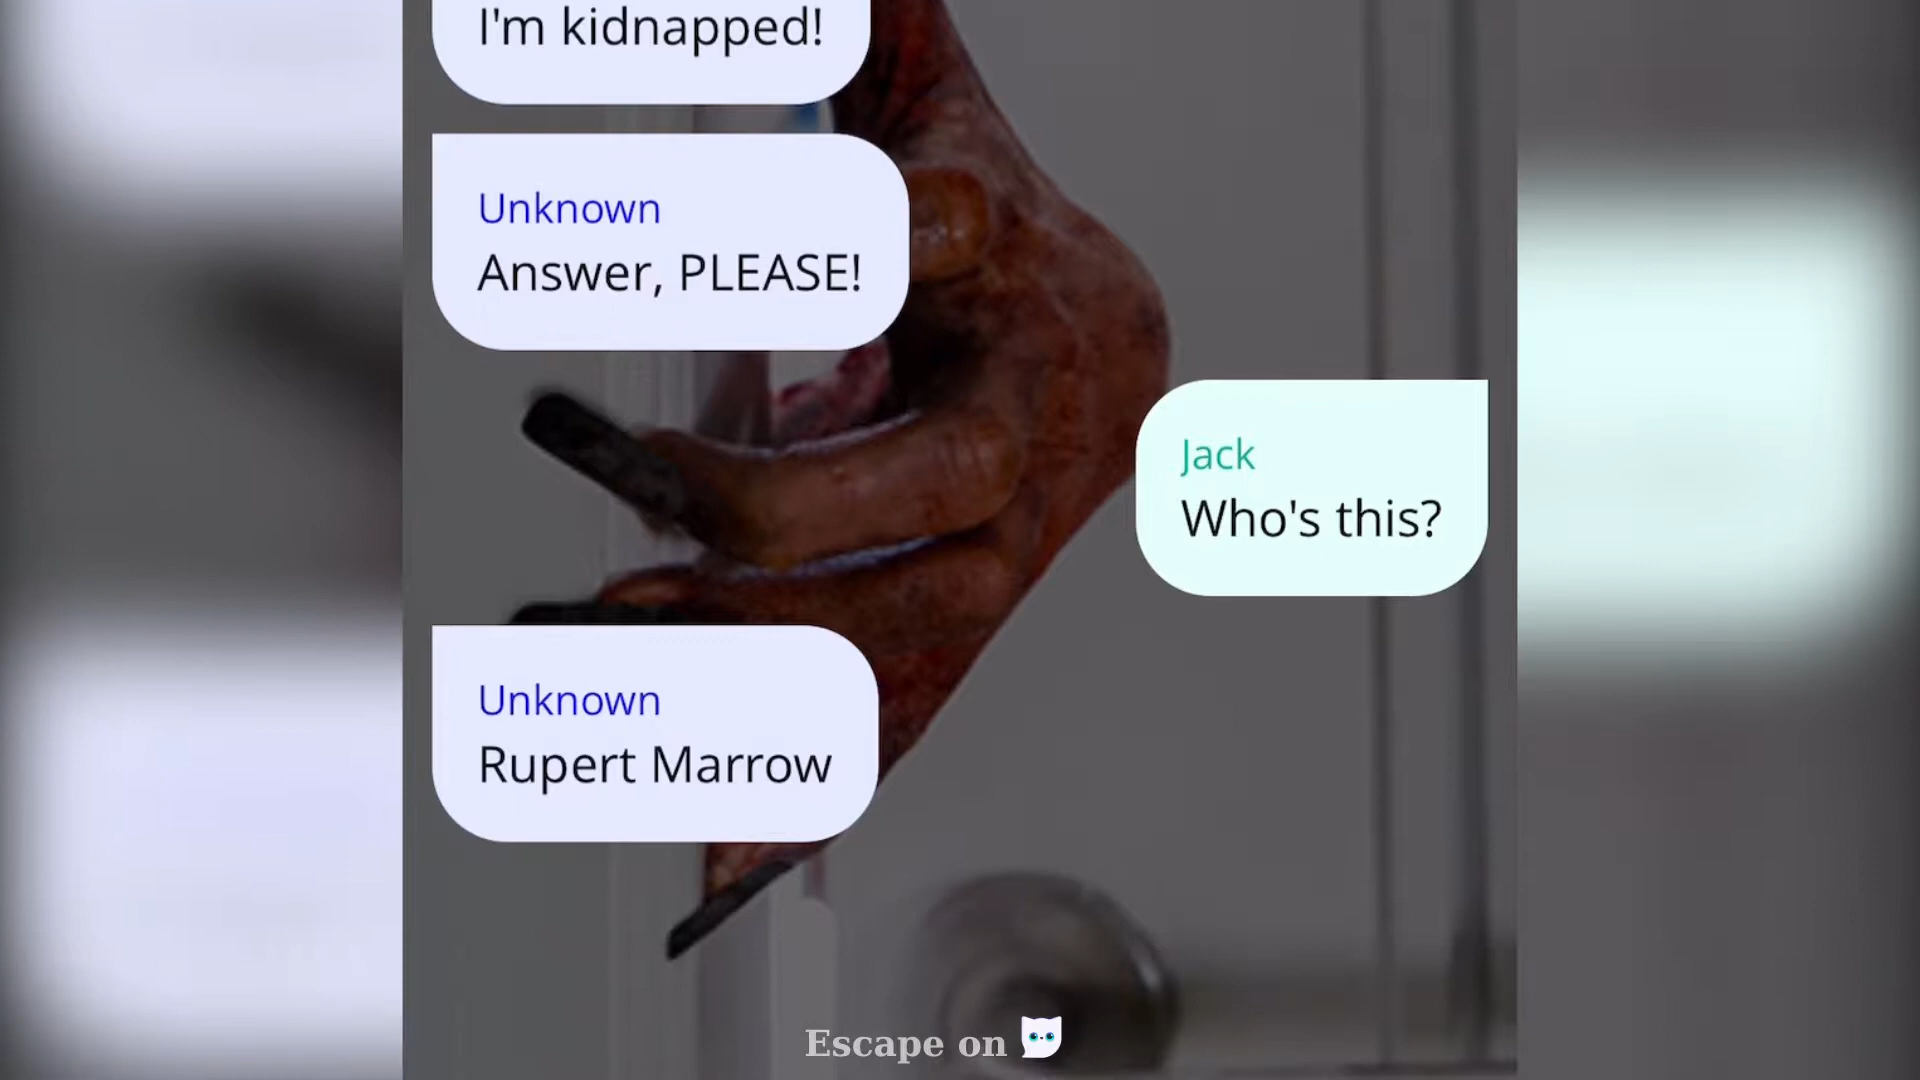 I'm kidnapped!
Unknown
Answer, PLEASE!
Jack
Who's this?
Unknown
Rupert Marrow
Escape on